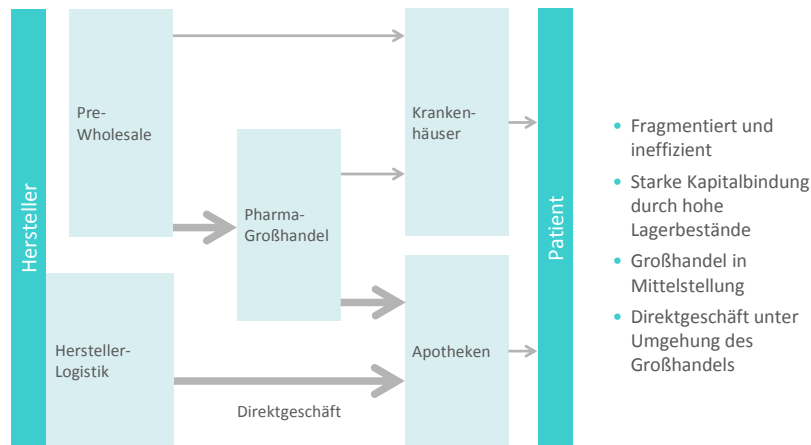 Hersteller
Pre-
Wholesale
Hersteller-
Logistik
Pharma-
Großhandel
Direktgeschäft
Kranken-
häuser
Apotheken
Patient
• Fragmentiert und
ineffizient
• Starke Kapitalbindung
durch hohe
Lagerbestände
• Großhandel in
Mittelstellung
• Direktgeschäft unter
Umgehung des
Großhandels